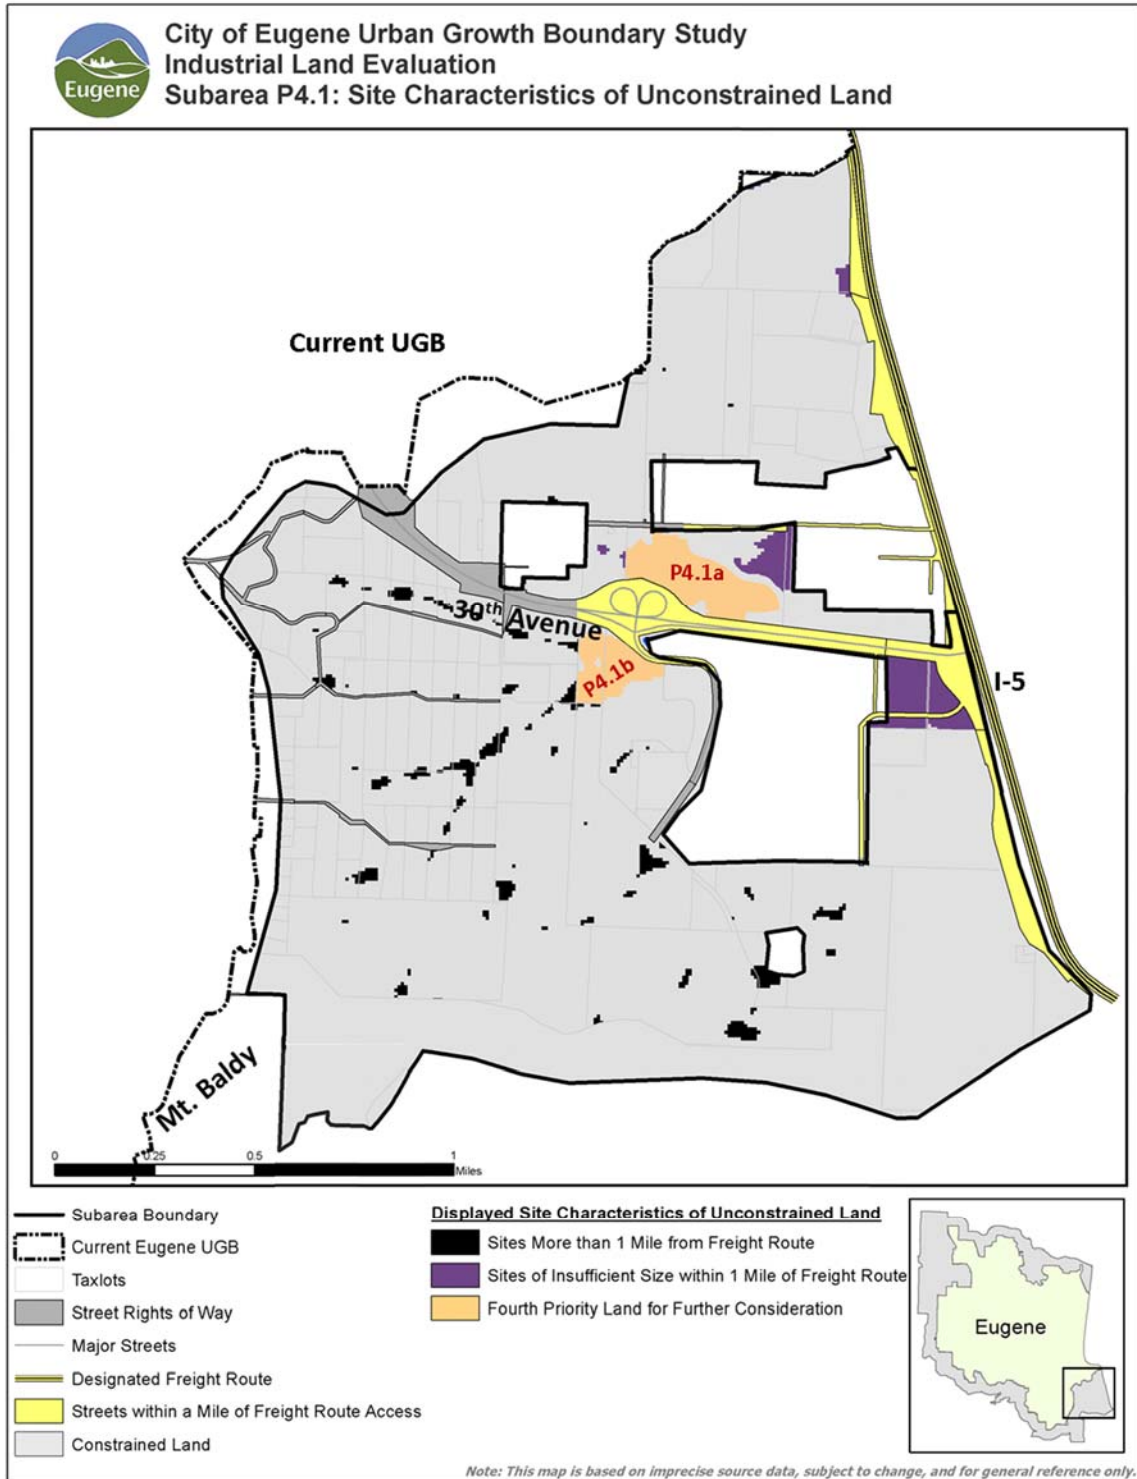 City of Eugene Urban Growth Boundary Study
Industrial Land Evaluation
Subarea P4.1: Site Characteristics of Unconstrained Land
Eugene
Current UGB
P4.1a
30th Avenue
P4.1b
I-5
Mt. Baldy
0 0.25 0.5 1
Miles
Subarea Boundary
Current Eugene UGB
Taxlots
Street Rights of Way
Major Streets
Designated Freight Route
Streets within a Mile of Freight Route Access
Constrained Land
Displayed Site Characteristics of Unconstrained Land
Sites More than 1 Mile from Freight Route
Sites of Insufficient Size within 1 Mile of Freight Route
Fourth Priority Land for Further Consideration
Eugene
Note: This map is based on imprecise source data, subject to change, and for general reference only.